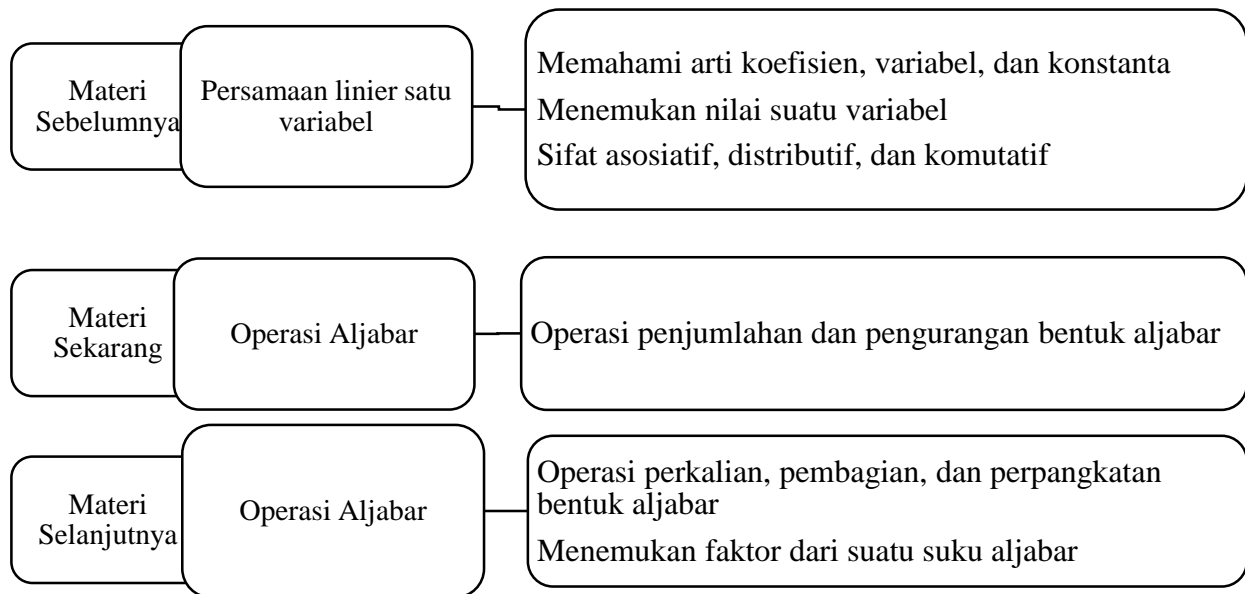 Materi
Sebelumnya
Persamaan linier satu
variabel
Memahami arti koefisien, variabel, dan konstanta
Menemukan nilai suatu variabel
Sifat asosiatif, distributif, dan komutatif
Materi
Sekarang
Operasi Aljabar
Operasi penjumlahan dan pengurangan bentuk aljabar
Materi
Selanjutnya
Operasi Aljabar
Operasi perkalian, pembagian, dan perpangkatan
bentuk aljabar
Menemukan faktor dari suatu suku aljabar